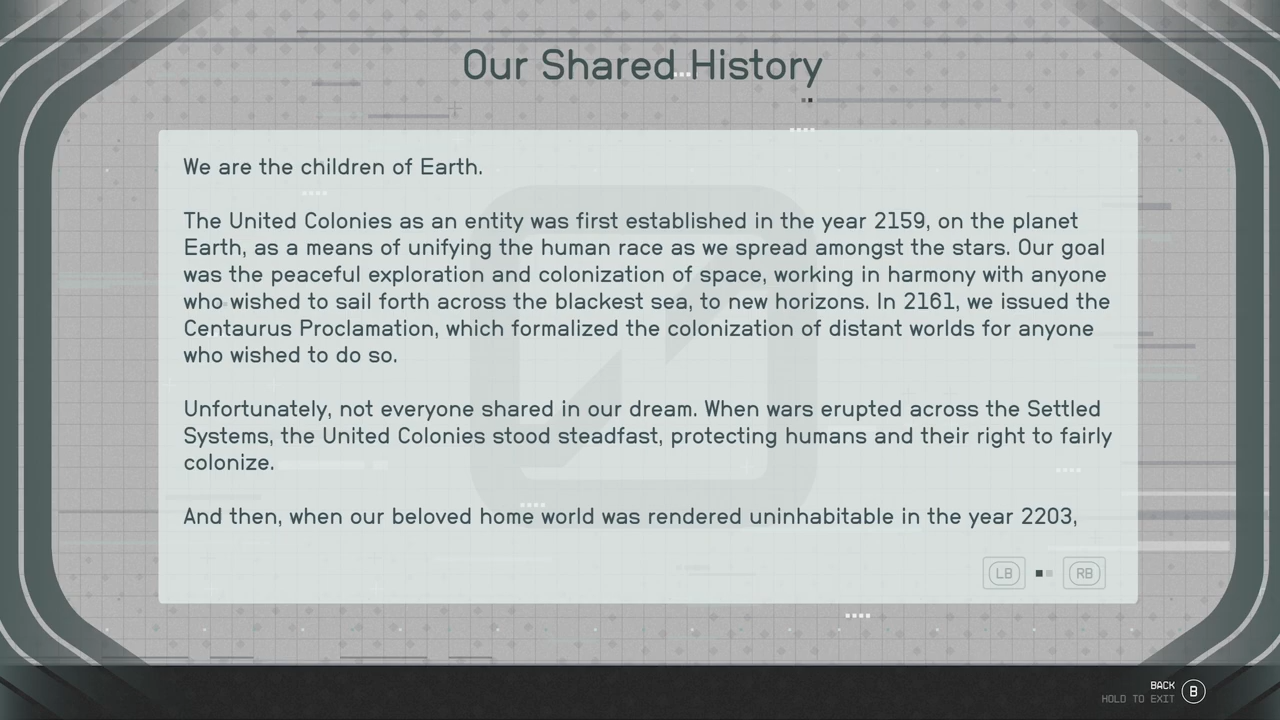 Our Shared History
We are the children of Earth.
The United Colonies as an entity was first established in the year 2159, on the planet
Earth, as a means of unifying the human race as we spread amongst the stars. Our goal
was the peaceful exploration and colonization of space, working in harmony with anyone
who wished to sail forth across the blackest sea, to new horizons. In 2161, we issued the
Centaurus Proclamation, which formalized the colonization of distant worlds for anyone
who wished to do so.
Unfortunately, not everyone shared in our dream. When wars erupted across the Settled
Systems, the United Colonies stood steadfast, protecting humans and their right to fairly
colonize.
And then, when our beloved home world was rendered uninhabitable in the year 2203,
LB RB
BACK B
HOLD TO EXIT